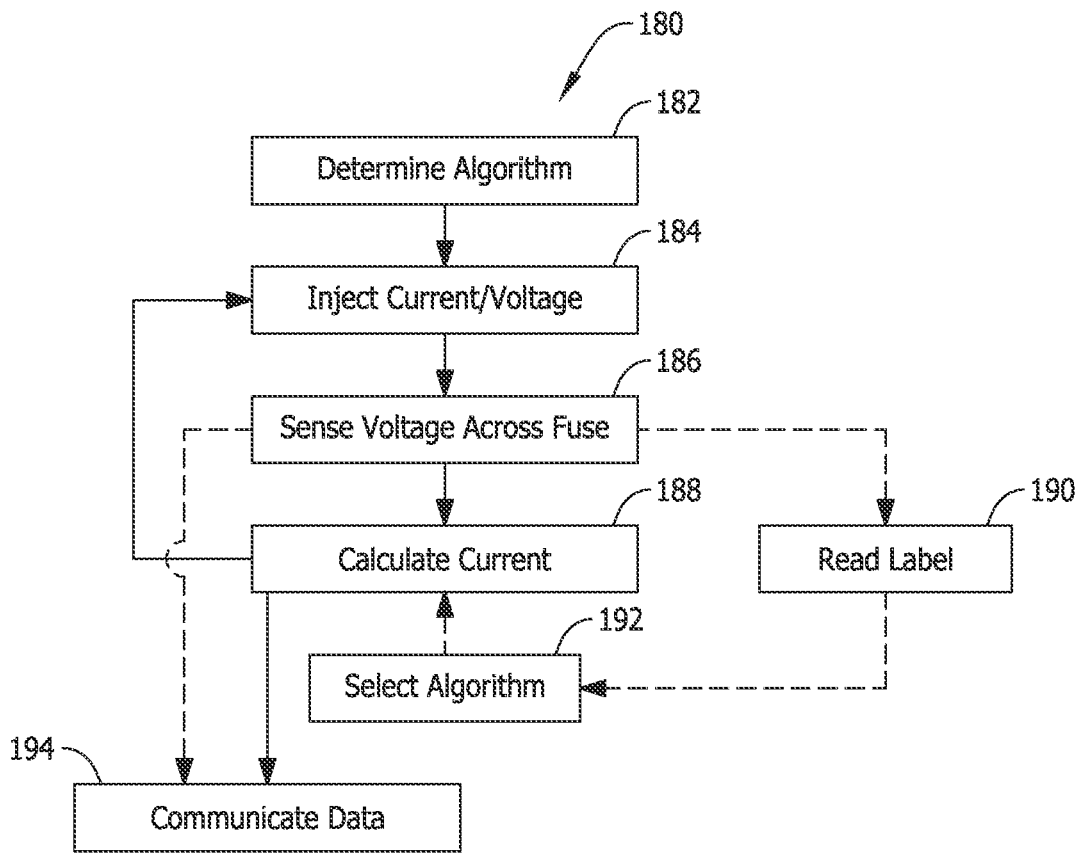 180
182
Determine Algorithm
184
Inject Current/Voltage
186
Sense Voltage Across Fuse
188
190
Calculate Current
Read Label
192
Select Algorithm
194
Communicate Data